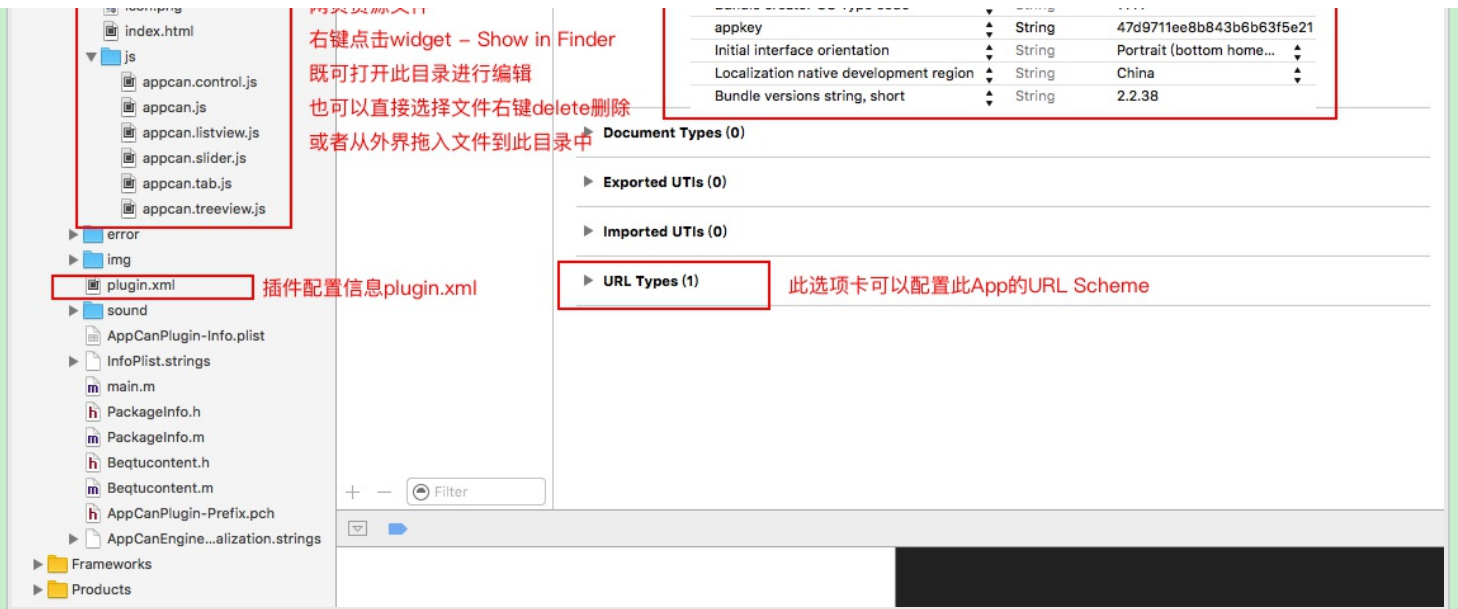 icon.png
index.html
js
appcan.control.js
appcan.js
appcan.listview.js
appcan.slider.js
appcan.tab.js
appcan.treeview.js
error
img
plugin.xml
sound
AppCanPlugin-Info.plist
InfoPlist.strings
main.m
PackageInfo.h
PackageInfo.m
Beqtucontent.h
Beqtucontent.m
AppCanPlugin-Prefix.pch
AppCanEngine...alization.strings
Frameworks
Products
网页资源文件
右键点击widget - Show in Finder
既可打开此目录进行编辑
也可以直接选择文件右键delete删除
或者从外界拖入文件到此目录中
插件配置信息plugin.xml
Filter
Bundle creator OS Type code String ????
appkey String 47d9711ee8b843b6b63f5e21
Initial interface orientation String Portrait (bottom home...
Localization native development region String China
Bundle versions string, short String 2.2.38
Document Types (0)
Exported UTIs (0)
Imported UTIs (0)
URL Types (1)
此选项卡可以配置此App的URL Scheme